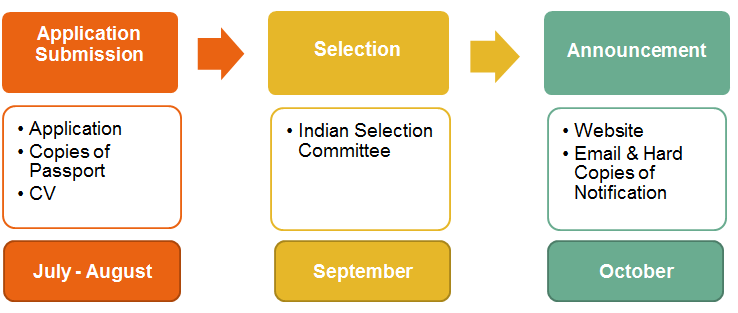 Application
Submission
Selection
Announcement
• Application
• Copies of
Passport
• CV
• Indian Selection
Committee
• Website
• Email & Hard
Copies of
Notification
July - August
September
October